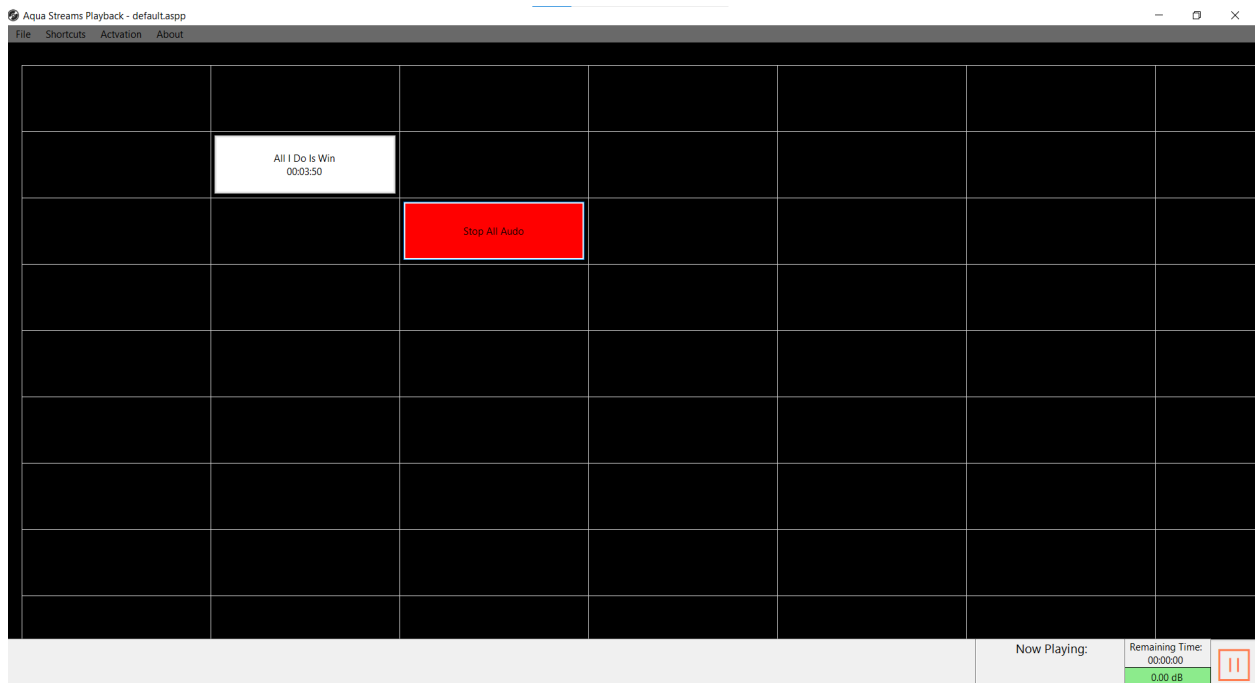 Aqua Streams Playback - default.aspp
File Shortcuts Actvation About
All I Do Is Win
00:03:50
Stop All Audo
Now Playing:
Remaining Time:
00:00:00
0.00 dB